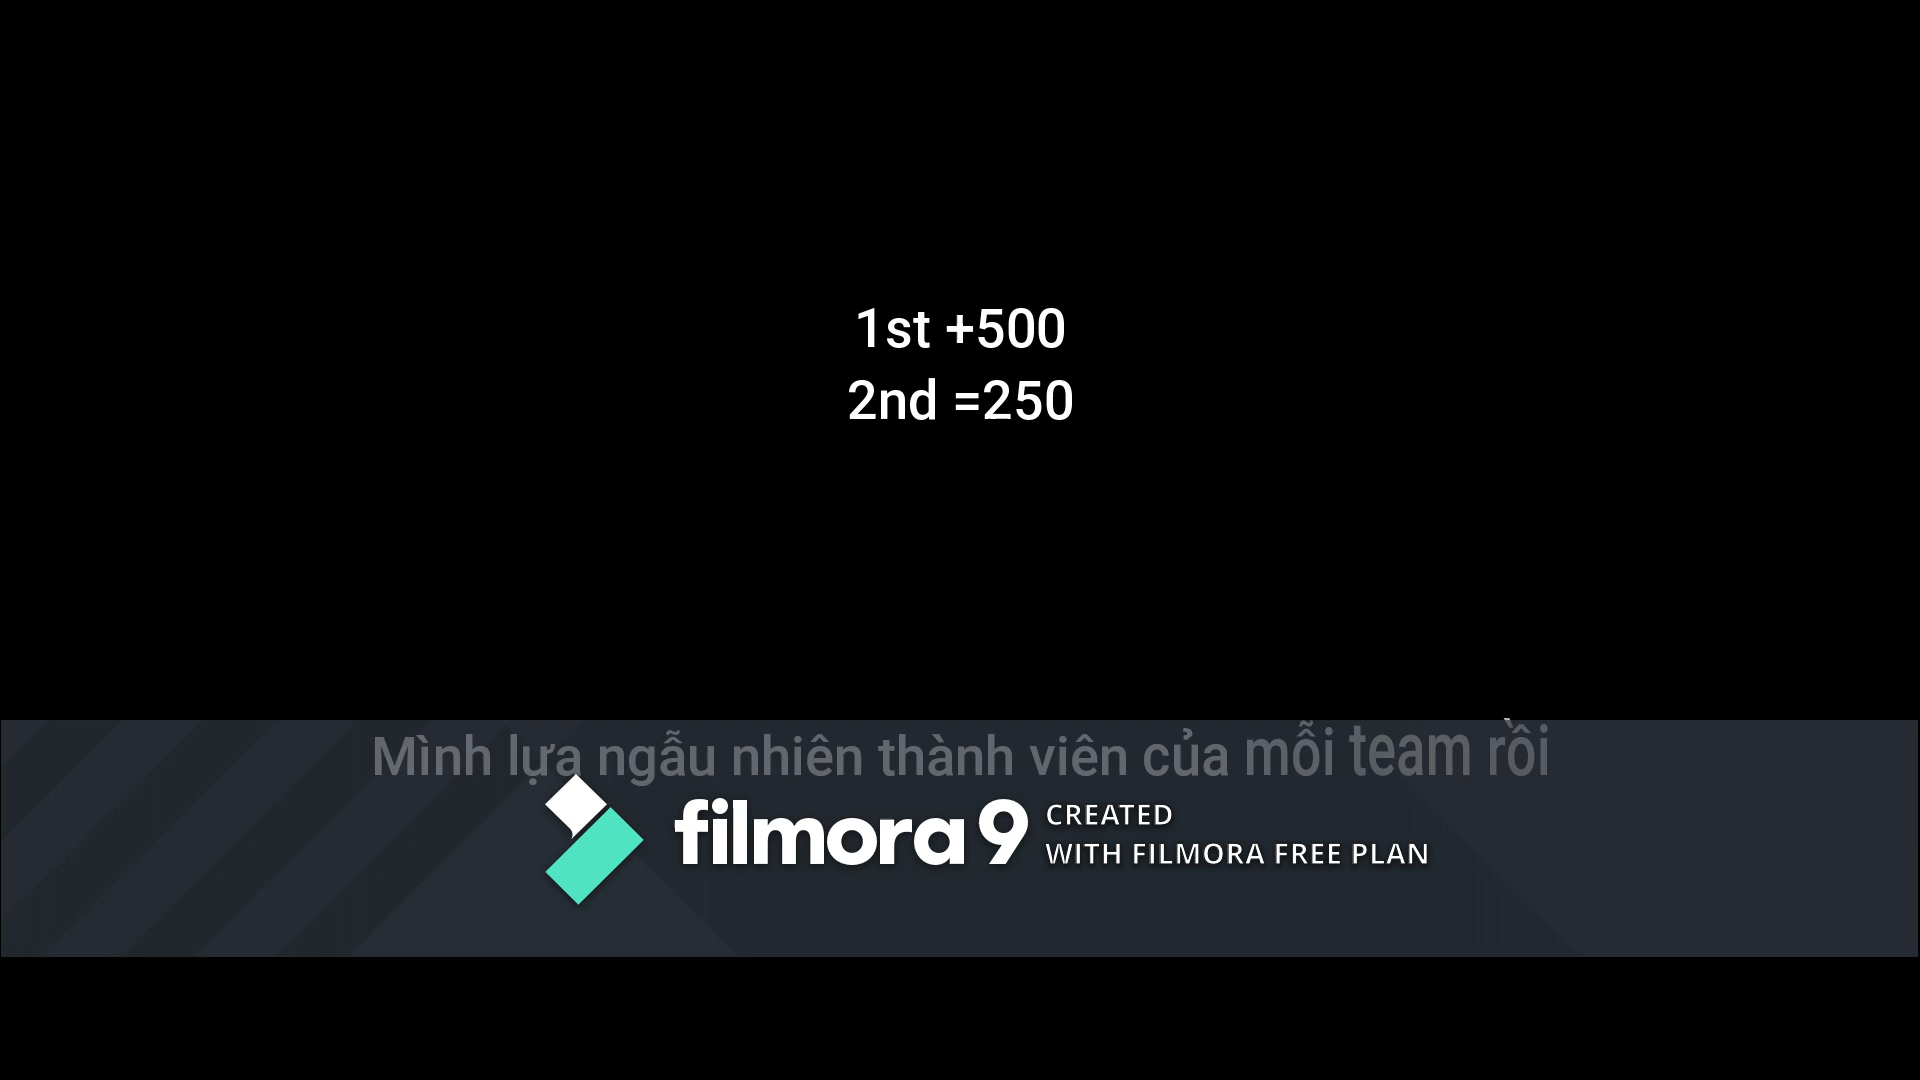 1st +500
2nd =250
Mình lựa ngẫu nhiên thành viên của mỗi team rồi
filmora 9 CREATED
WITH FILMORA FREE PLAN